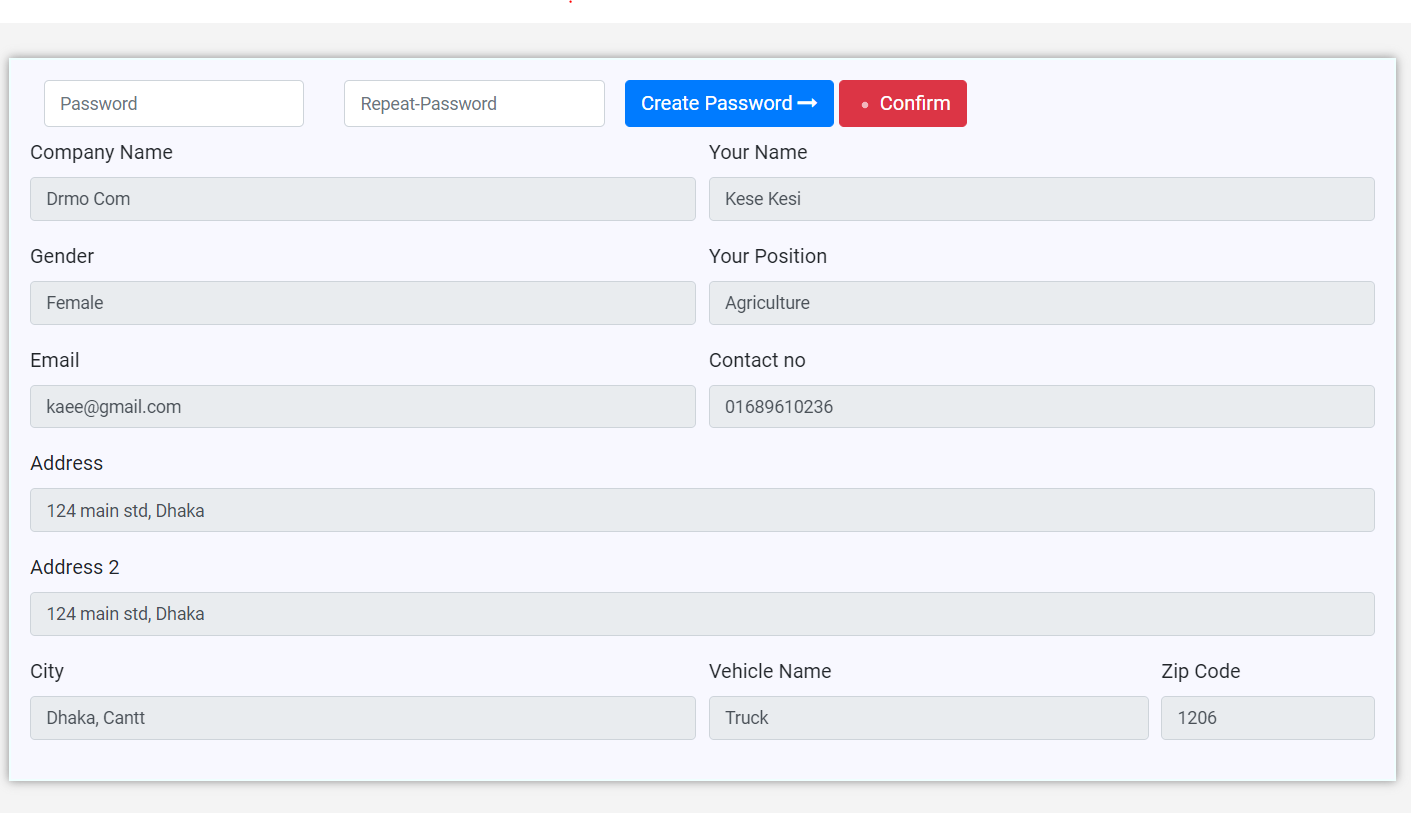 Password Repeat-Password Create Password → Confirm
Company Name Your Name
Drmo Com Kese Kesi
Gender Your Position
Female Agriculture
Email Contact no
kaee@gmail.com 01689610236
Address
124 main std, Dhaka
Address 2
124 main std, Dhaka
City Vehicle Name Zip Code
Dhaka, Cantt Truck 1206